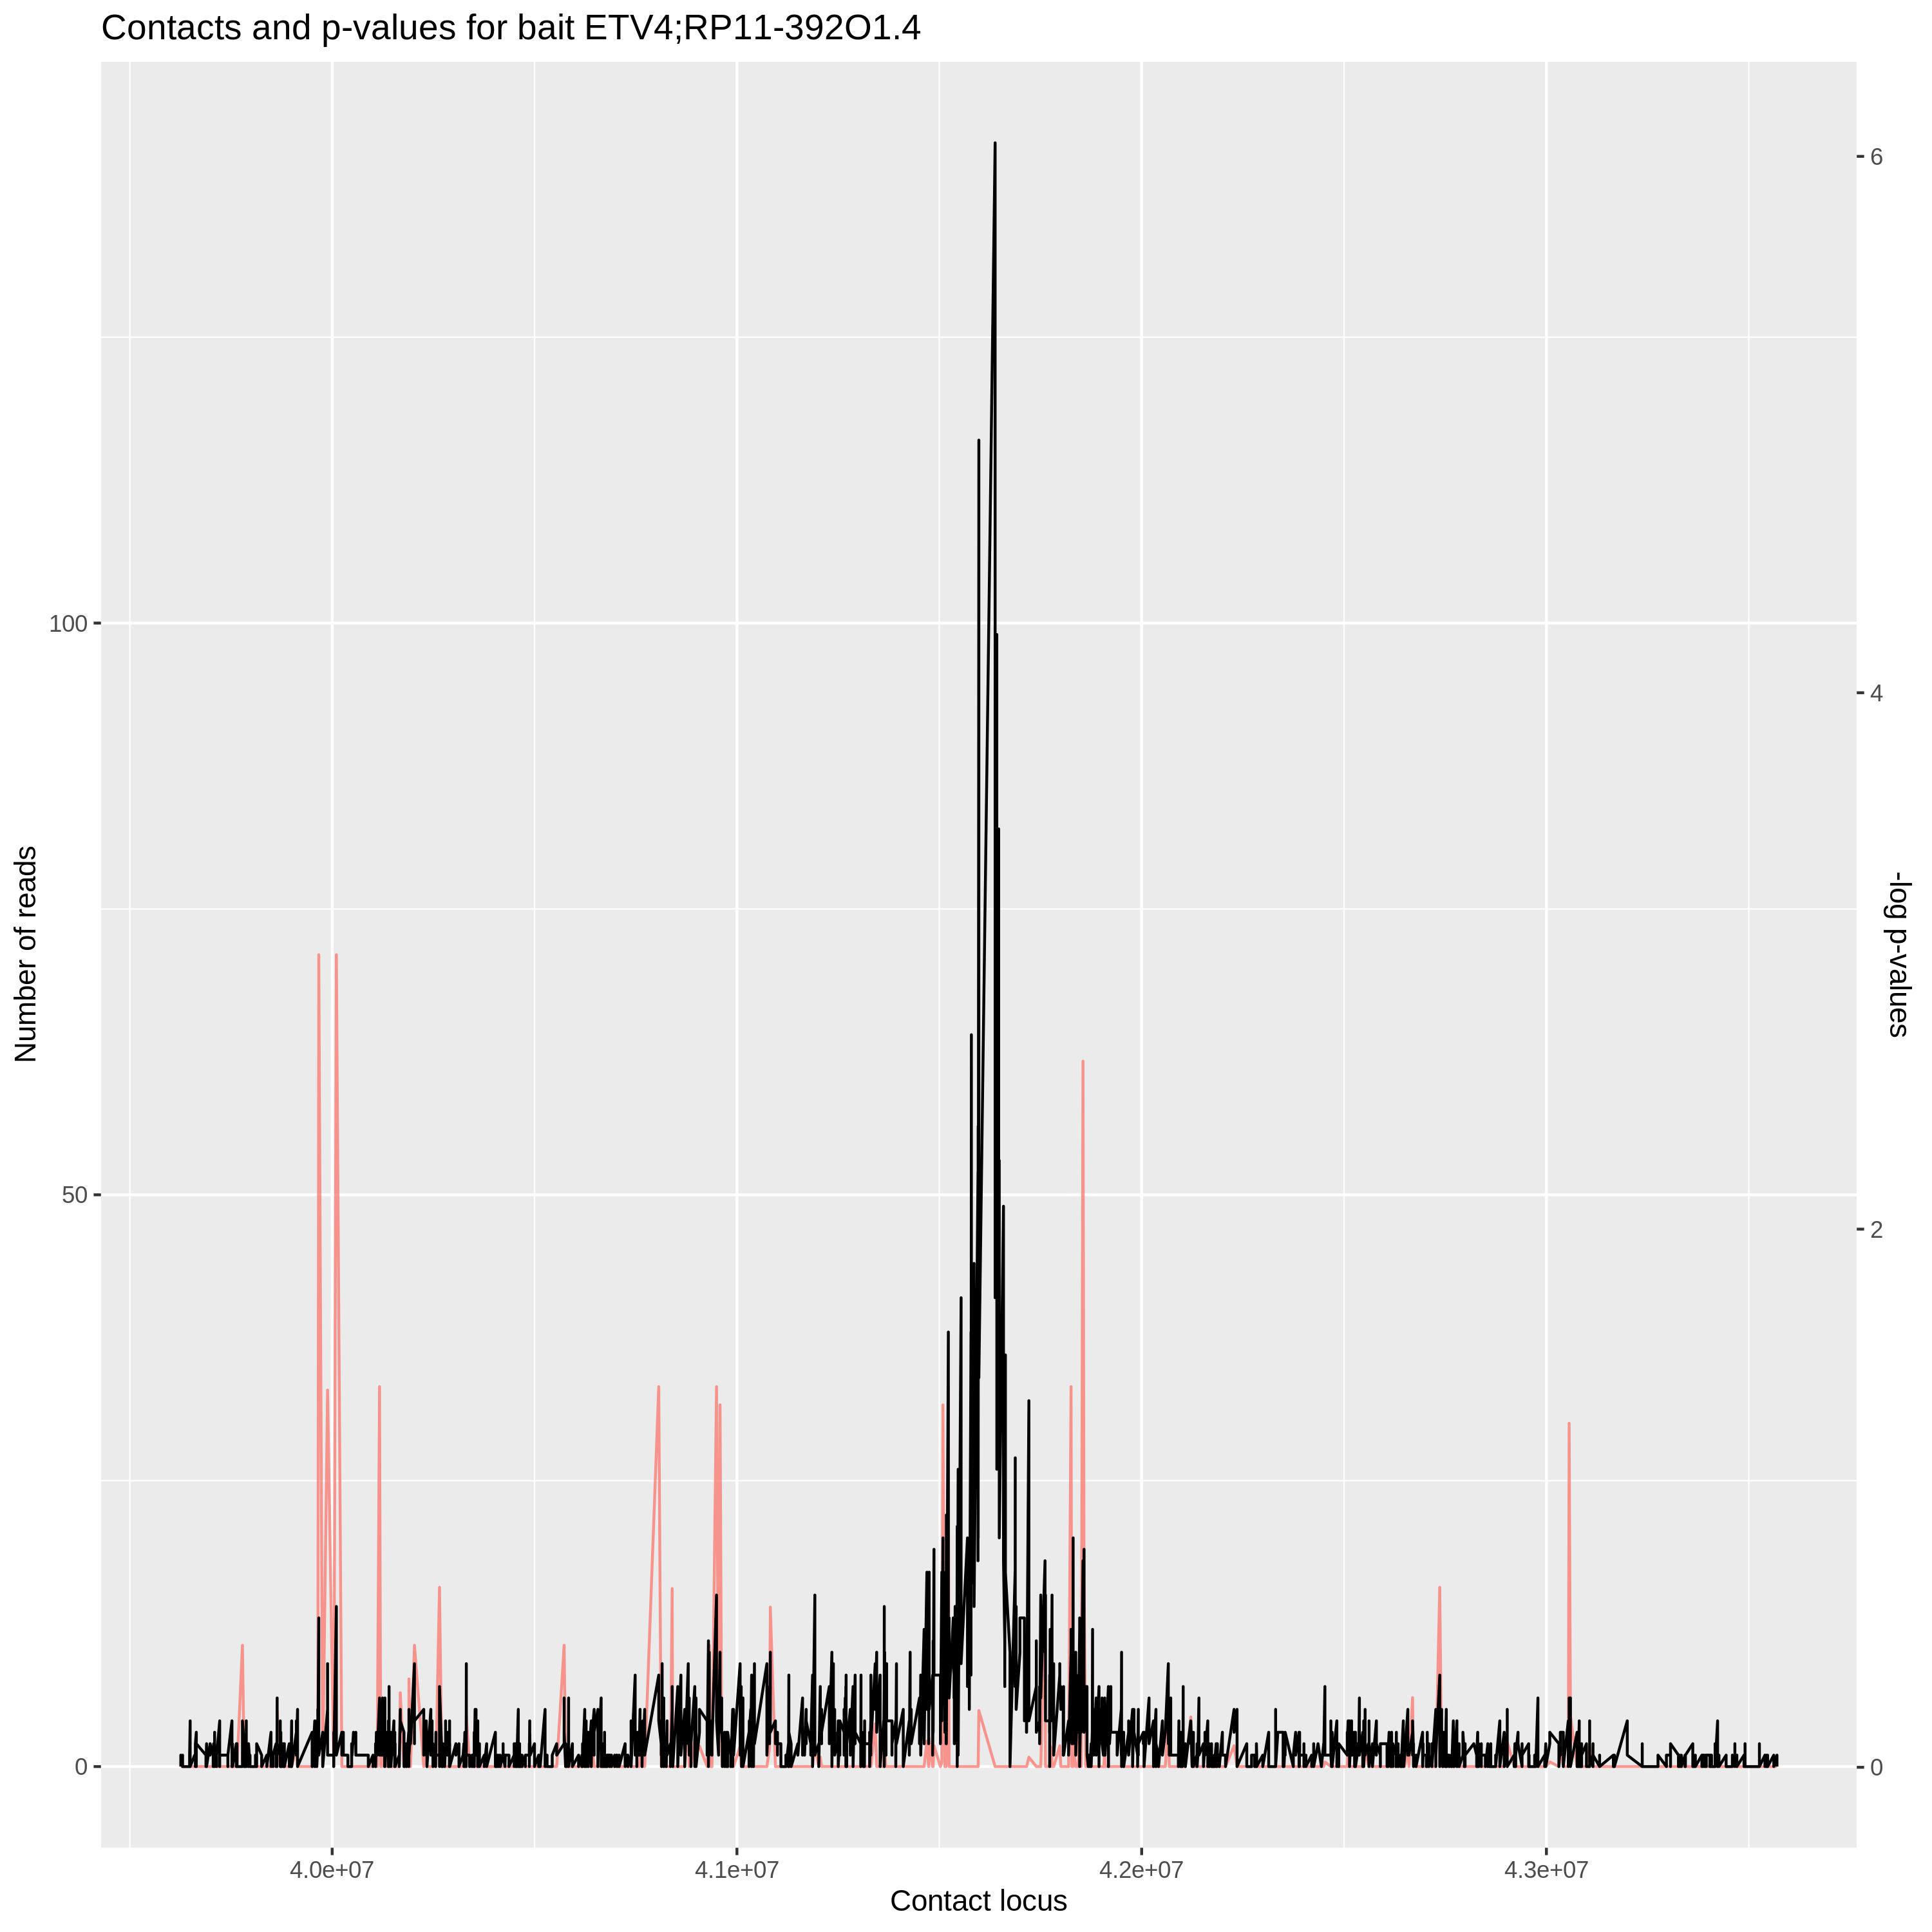 Contacts and p-values for bait ETV4;RP11-392O1.4
Number of reads
100
50
0
6
4
2
0
-log p-values
4.0e+07
4.1e+07
4.2e+07
4.3e+07
Contact locus